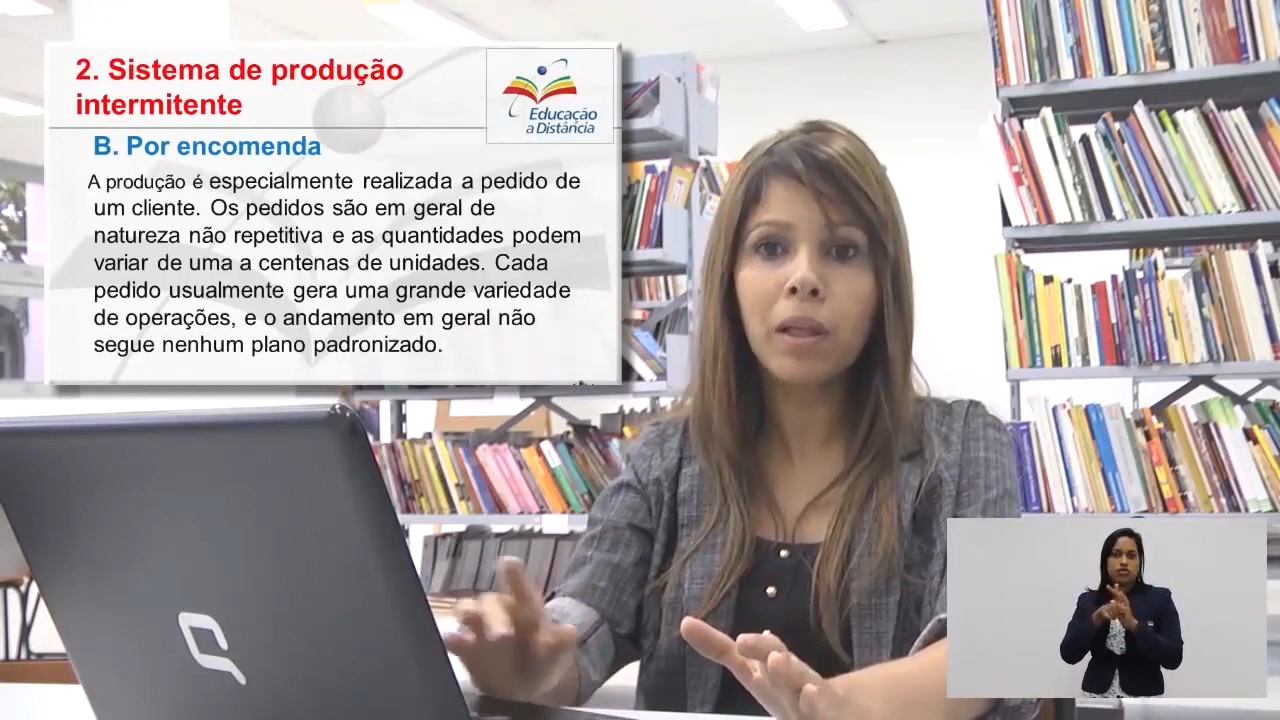 2. Sistema de produção
intermitente
Educação
a Distância
B. Por encomenda
A produção é especialmente realizada a pedido de
um cliente. Os pedidos são em geral de
natureza não repetitiva e as quantidades podem
variar de uma a centenas de unidades. Cada
pedido usualmente gera uma grande variedade
de operações, e o andamento em geral não
segue nenhum plano padronizado.